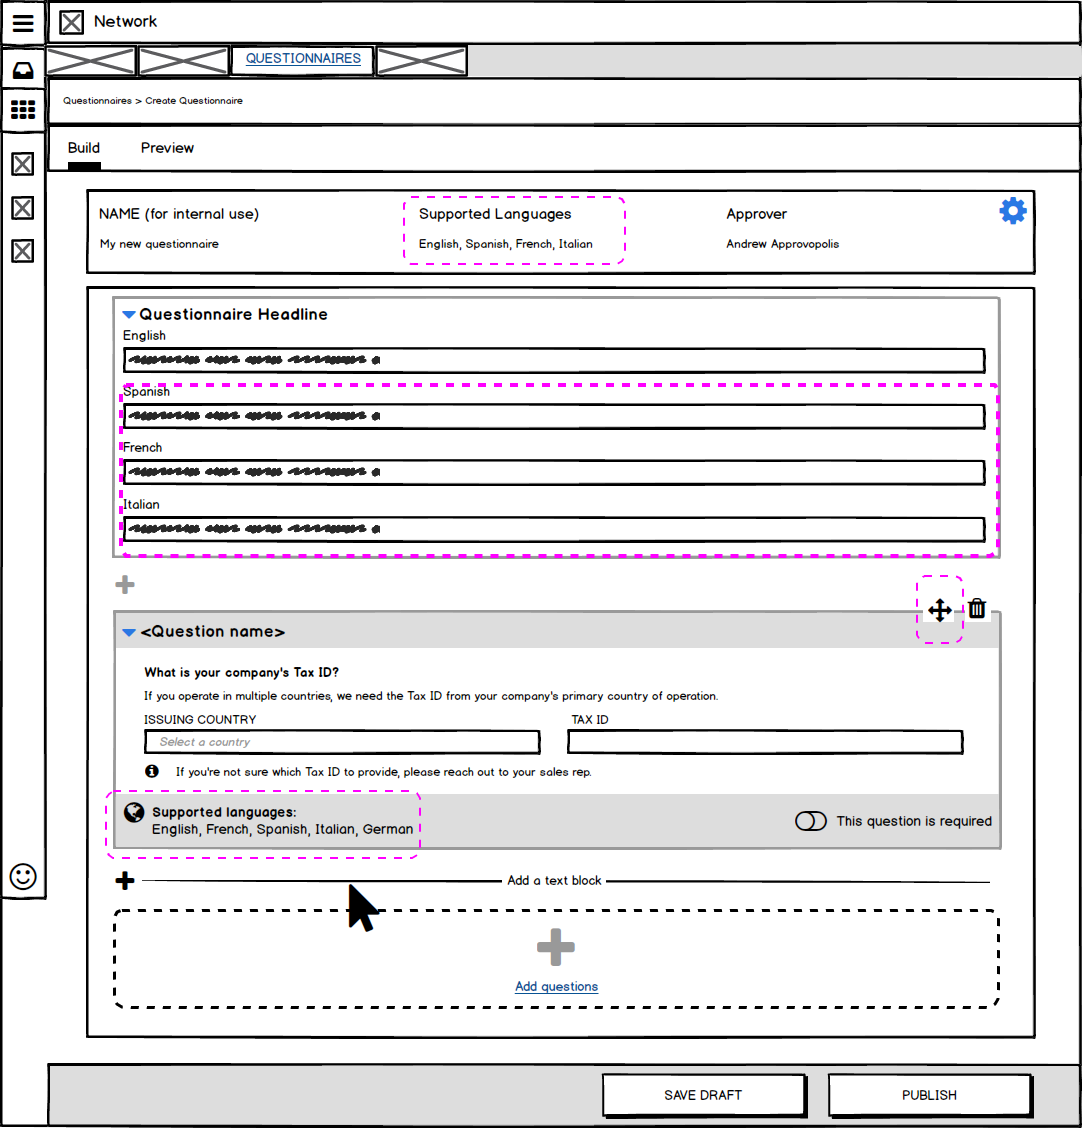 Network
QUESTIONNAIRES
Questionnaires > Create Questionnaire
Build Preview
NAME (for internal use) Supported Languages Approver
My new questionnaire English, Spanish, French, Italian Andrew Approvopolis
Questionnaire Headline
English
Spanish
French
Italian
<Question name>
What is your company's Tax ID?
If you operate in multiple countries, we need the Tax ID from your company's primary country of operation.
ISSUING COUNTRY TAX ID
Select a country
If you're not sure which Tax ID to provide, please reach out to your sales rep.
Supported languages:
English, French, Spanish, Italian, German
This question is required
Add a text block
Add questions
SAVE DRAFT PUBLISH